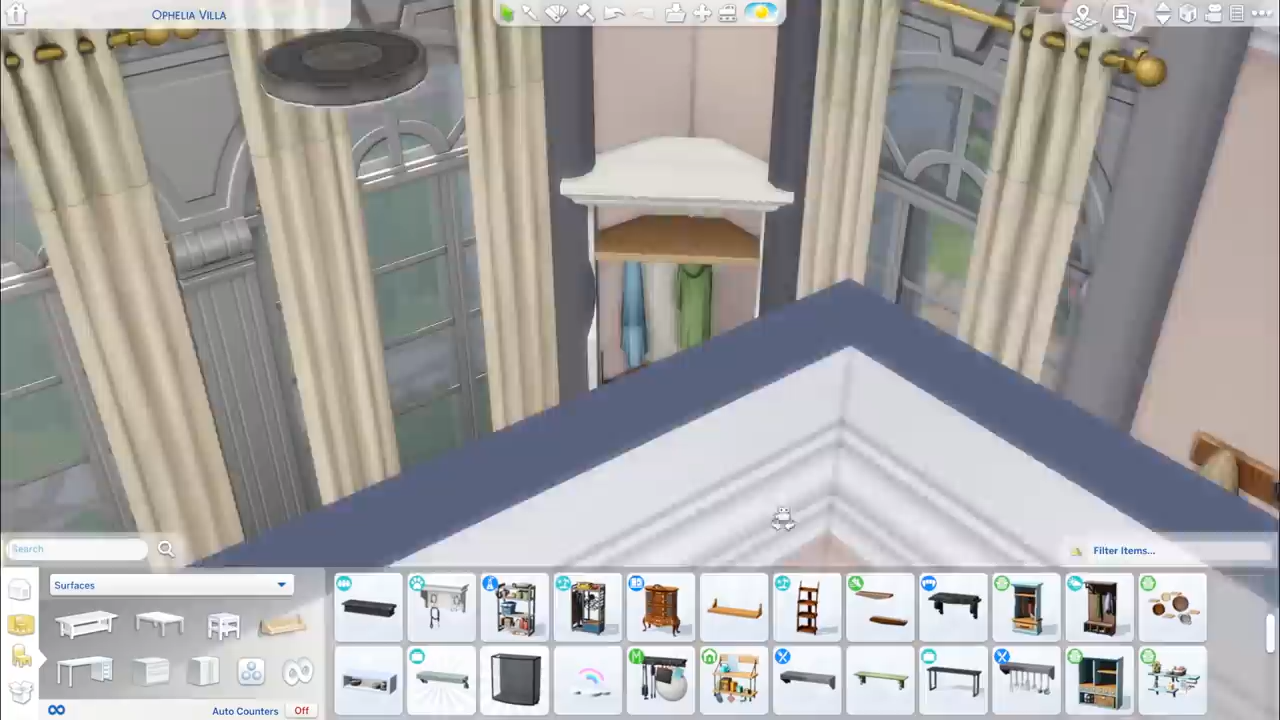 Ophelia Villa
Search
Filter Items...
Surfaces
Auto Counters
Off